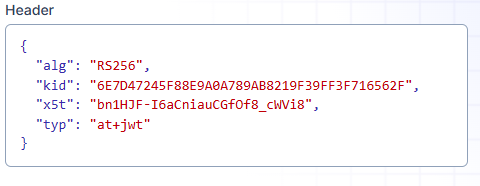 Header
{
"alg": "RS256",
"kid": "6E7D47245F88E9A0A789AB8219F39FF3F716562F",
"x5t": "bn1HJF-I6aCniauCGfOf8_cWVi8",
"typ": "at+jwt"
}